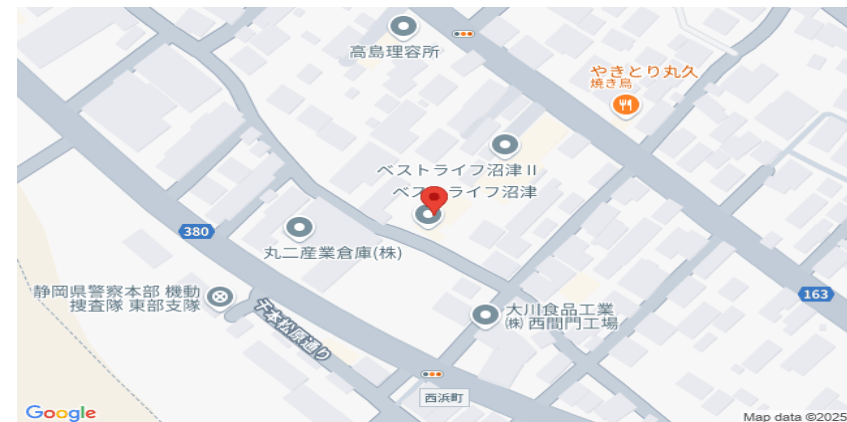 高島理容所
やきとり丸久
焼き鳥
ベストライフ沼津 II
ベストライフ沼津
380
丸二産業倉庫(株)
静岡県警察本部 機動
捜査隊 東部支隊
千本松原通り
大川食品工業
㈱ 西間門工場
163
西浜町
Google
Map data ©2025